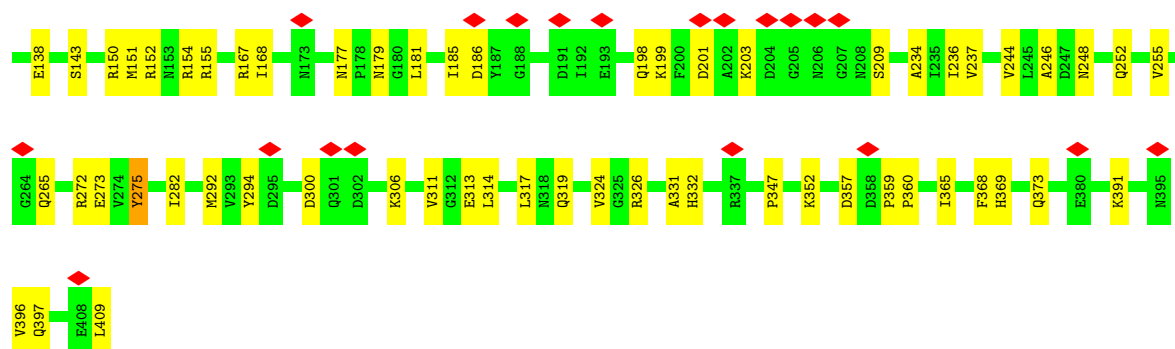 E138 S143 R150 M151 R152 N153 R154 R155 R167 I168 N173 N177 P178 N179 G180 L181 I185 D186 Y187 G188 D191 I192 E193 Q198 K199 F200 D201 A202 K203 D204 G205 N206 G207 N208 S209 A234 I235 I236 V237 V244 L245 A246 D247 N248 Q252 V255
G264 Q265 R272 E273 V274 Y275 I282 M292 V293 Y294 D295 D300 Q301 D302 K306 V311 G312 E313 L314 L317 N318 Q319 V324 G325 R326 A331 H332 R337 P347 K352 D357 D358 P359 P360 I365 F368 H369 Q373 E380 K391 N395
V396 Q397 E408 L409